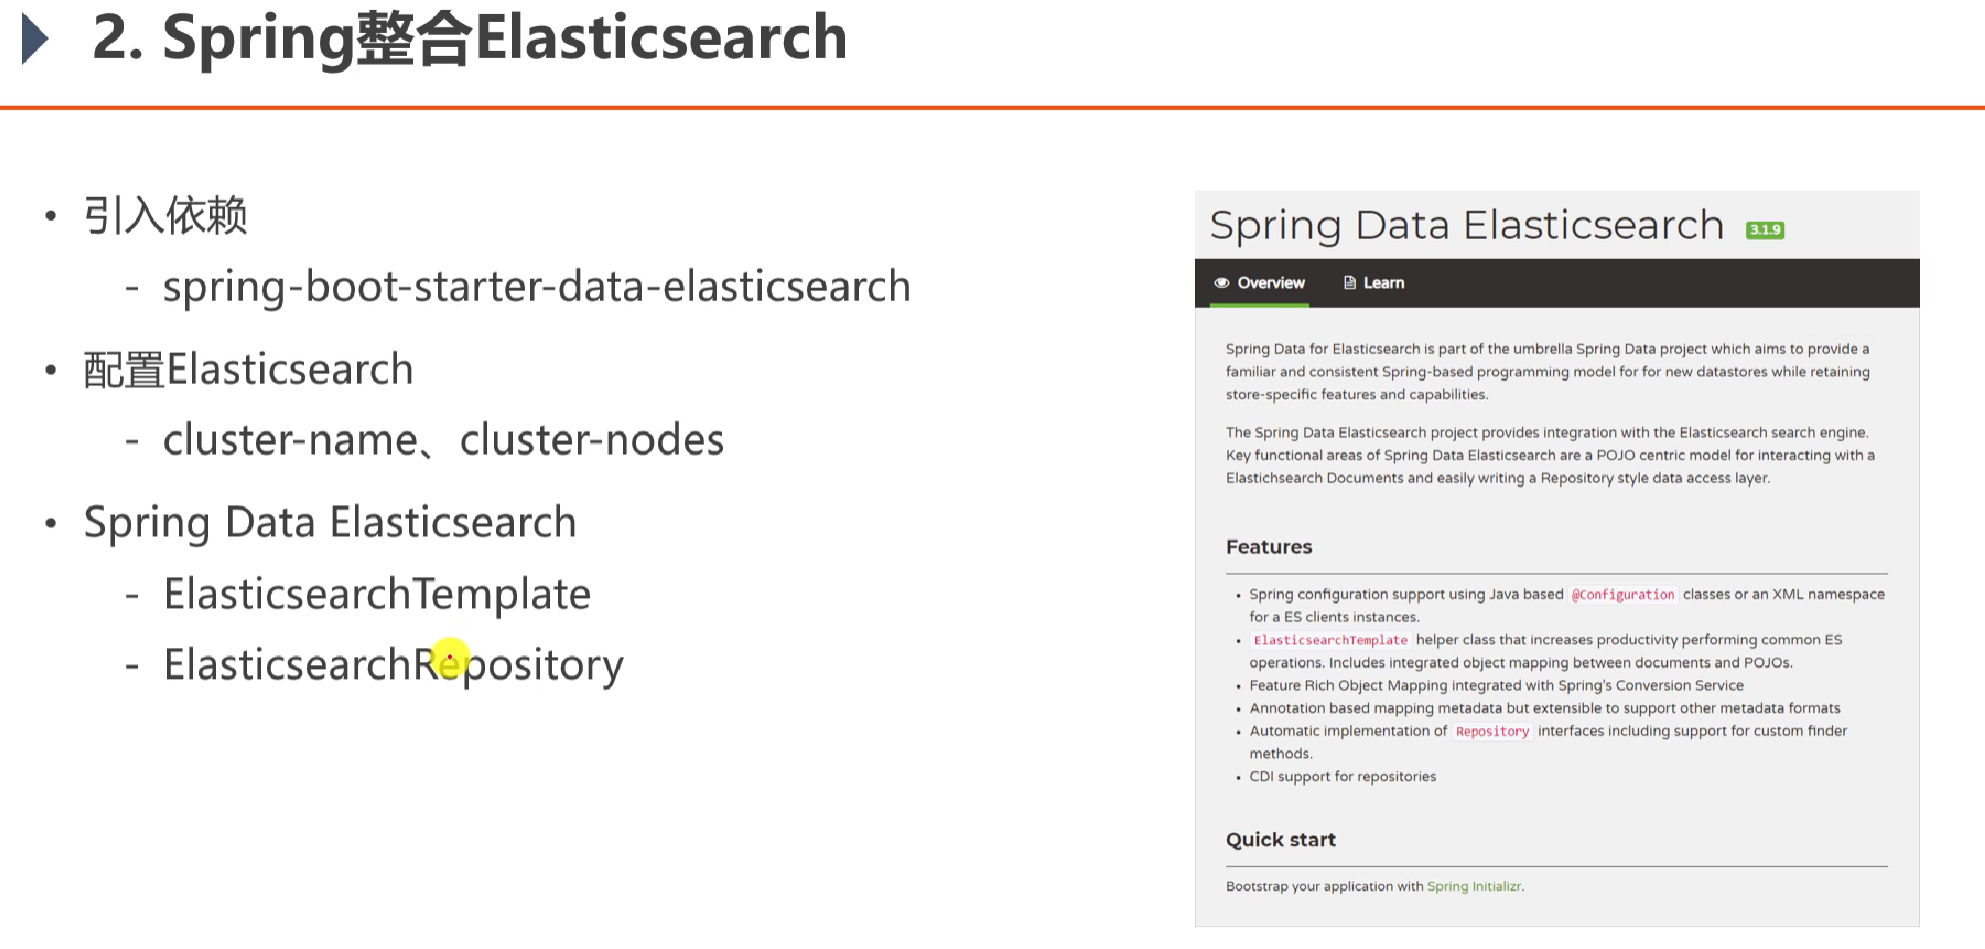 2. Spring整合Elasticsearch
• 引入依赖
- spring-boot-starter-data-elasticsearch
• 配置Elasticsearch
- cluster-name、cluster-nodes
• Spring Data Elasticsearch
- ElasticsearchTemplate
- ElasticsearchRepository
Spring Data Elasticsearch 3.1.9
Overview Learn
Spring Data for Elasticsearch is part of the umbrella Spring Data project which aims to provide a
familiar and consistent Spring-based programming model for for new datastores while retaining
store-specific features and capabilities.
The Spring Data Elasticsearch project provides integration with the Elasticsearch search engine.
Key functional areas of Spring Data Elasticsearch are a POJO centric model for interacting with a
Elastichsearch Documents and easily writing a Repository style data access layer.
Features
• Spring configuration support using Java based @Configuration classes or an XML namespace
for a ES clients instances.
• ElasticsearchTemplate helper class that increases productivity performing common ES
operations. Includes integrated object mapping between documents and POJOs.
• Feature Rich Object Mapping integrated with Spring's Conversion Service
• Annotation based mapping metadata but extensible to support other metadata formats
• Automatic implementation of Repository interfaces including support for custom finder
methods.
• CDI support for repositories
Quick start
Bootstrap your application with Spring Initializr.